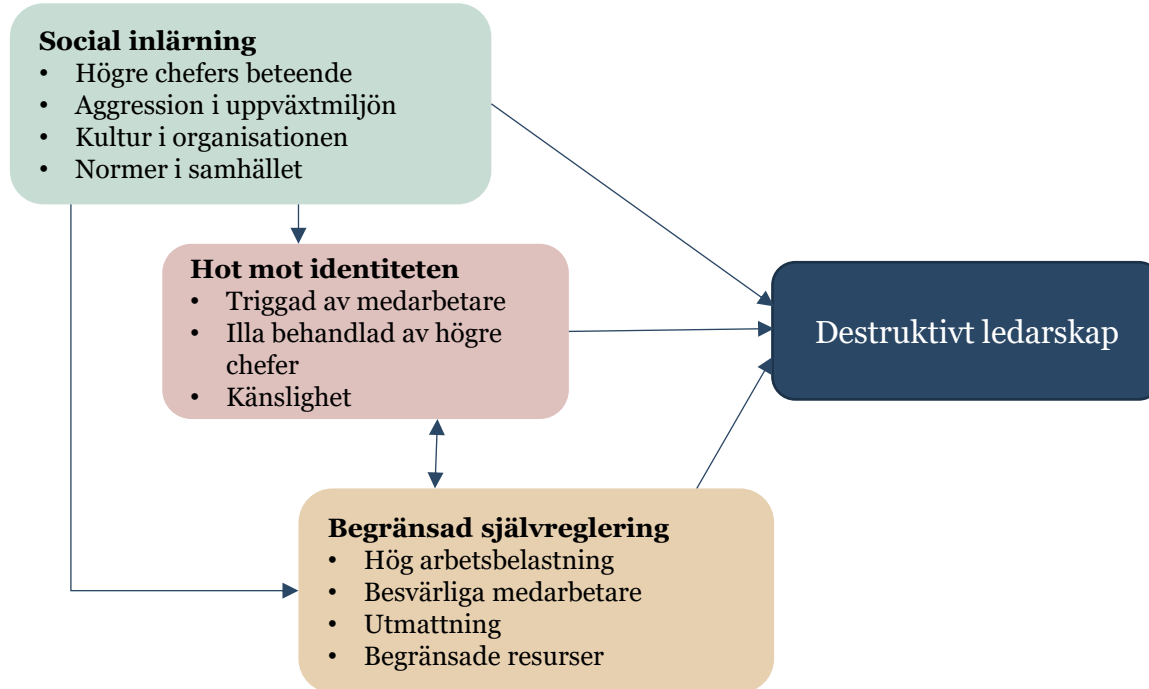 Social inlärning
• Högre chefers beteende
• Aggression i uppväxtmiljön
• Kultur i organisationen
• Normer i samhället
Hot mot identiteten
• Triggad av medarbetare
• Illa behandlad av högre
chefer
• Känslighet
Destruktivt ledarskap
Begränsad självreglering
• Hög arbetsbelastning
• Besvärliga medarbetare
• Utmattning
• Begränsade resurser